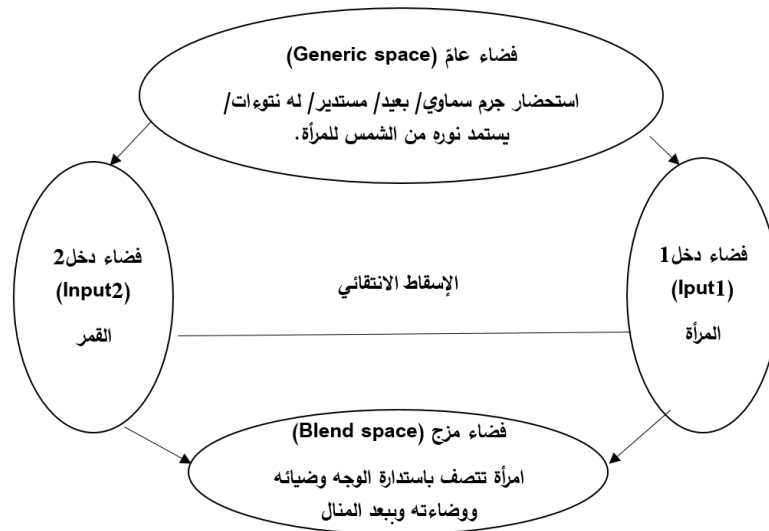 فضاء عامّ (Generic space)
استحضار جرم سماوي/ بعيد/ مستدير/ له نتوءات/
يستمد نوره من الشمس للمرأة.
فضاء دخل1
(Iput1)
المرأة
الإسقاط الانتقائي
فضاء دخل2
(Input2)
القمر
فضاء مزج (Blend space)
امرأة تتصف باستدارة الوجه وضيائه
ووضاءته وببعد المنال